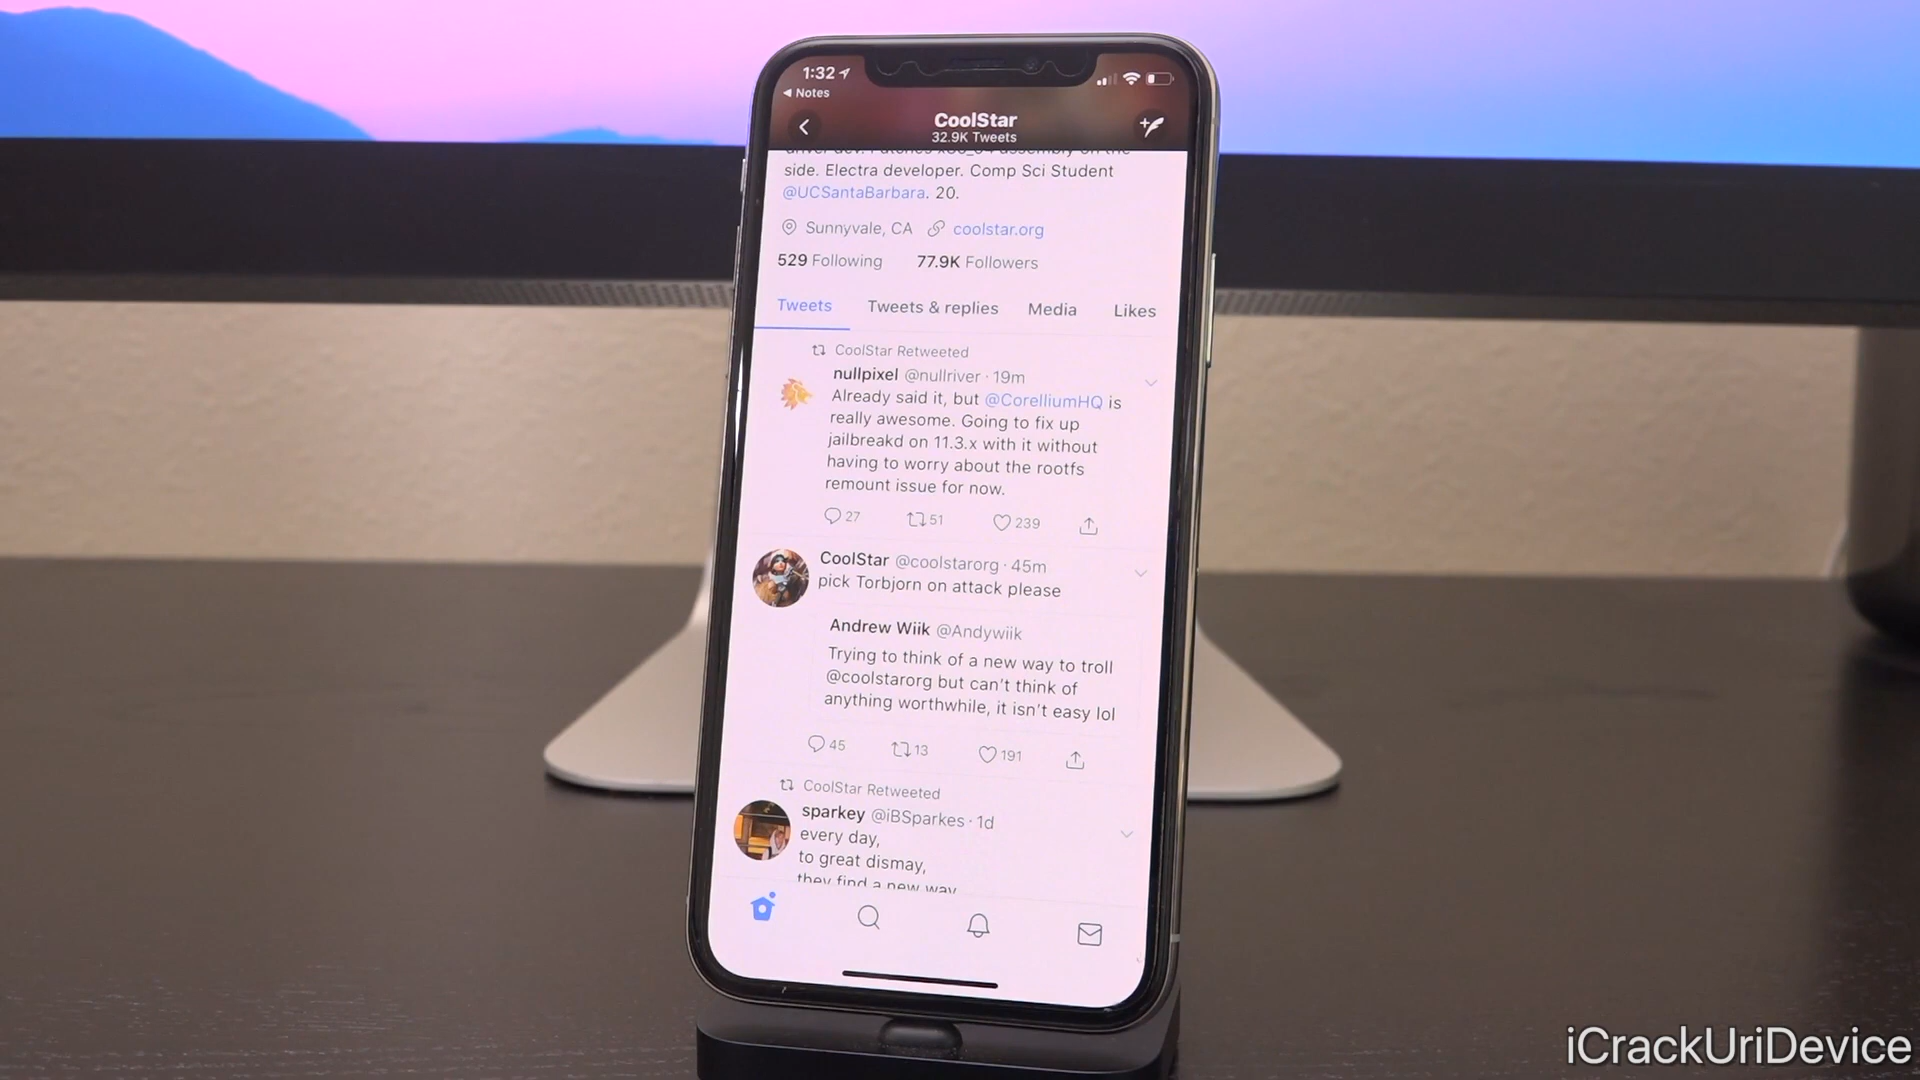 1:32
Notes
CoolStar
32.9K Tweets
side. Electra developer. Comp Sci Student
@UCSantaBarbara. 20.
Sunnyvale, CA coolstar.org
529 Following 77.9K Followers
Tweets Tweets & replies Media Likes
CoolStar Retweeted
nullpixel @nullriver · 19m
Already said it, but @CorelliumHQ is
really awesome. Going to fix up
jailbreakd on 11.3.x with it without
having to worry about the rootfs
remount issue for now.
27 51 239
CoolStar @coolstarorg · 45m
pick Torbjorn on attack please
Andrew Wiik @Andywiik
Trying to think of a new way to troll
@coolstarorg but can't think of
anything worthwhile, it isn't easy lol
45 13 191
CoolStar Retweeted
sparkey @iBSparkes · 1d
every day,
to great dismay,
they find a new way
iCrackUriDevice